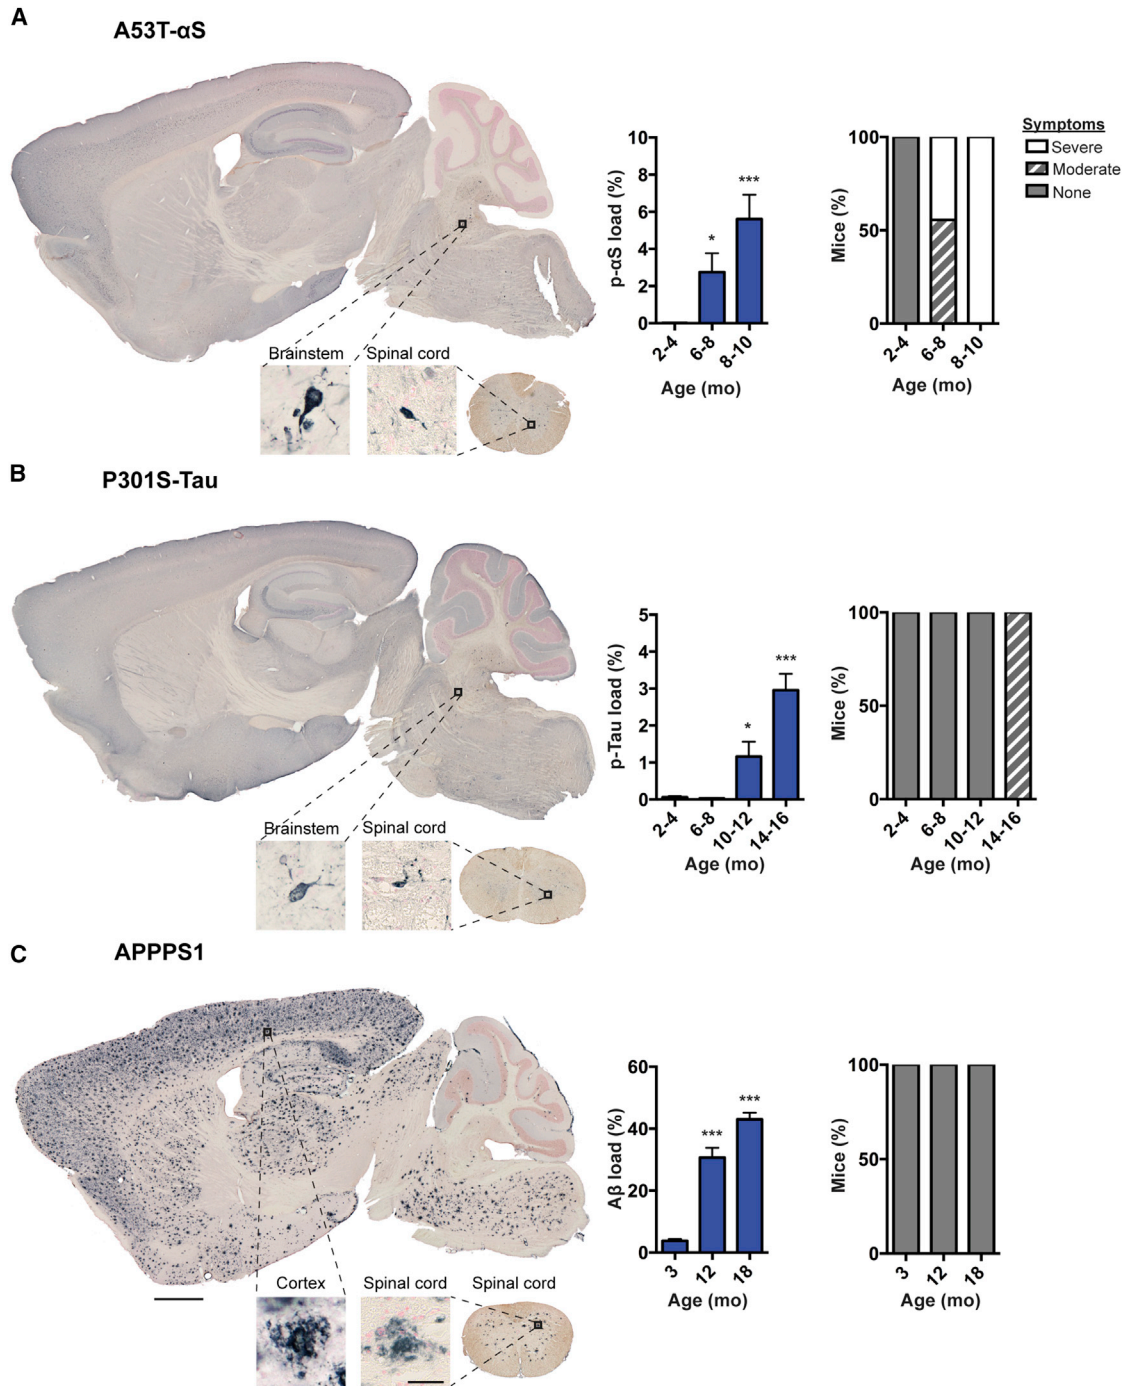 A
A53T-αS
Brainstem
Spinal cord
p-αS load (%)
10
8
6
4
2
0
*
***
2-4
6-8
8-10
Age (mo)
Mice (%)
100
50
0
2-4
6-8
8-10
Age (mo)
Symptoms
Severe
Moderate
None
B
P301S-Tau
Brainstem
Spinal cord
p-Tau load (%)
5
4
3
2
1
0
*
***
2-4
6-8
10-12
14-16
Age (mo)
Mice (%)
100
50
0
2-4
6-8
10-12
14-16
Age (mo)
C
APPPS1
Cortex
Spinal cord
Spinal cord
Aβ load (%)
60
40
20
0
***
***
3
12
18
Age (mo)
Mice (%)
100
50
0
3
12
18
Age (mo)